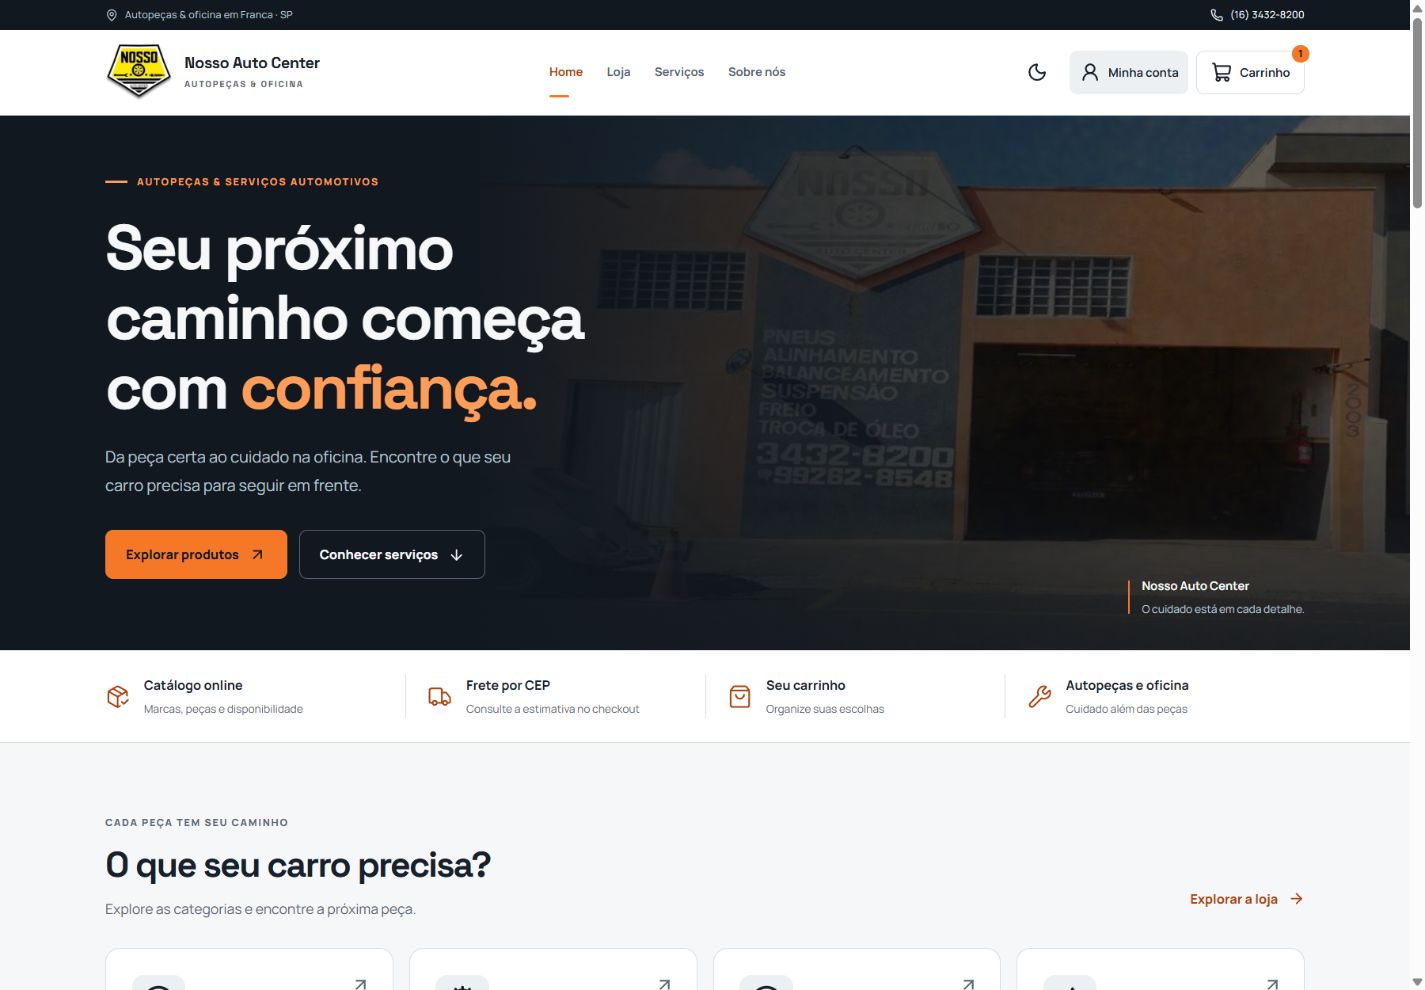 Autopeças & oficina em Franca · SP
(16) 3432-8200
NOSSO
Nosso Auto Center
AUTOPEÇAS & OFICINA
Home
Loja
Serviços
Sobre nós
Minha conta
Carrinho
1
AUTOPEÇAS & SERVIÇOS AUTOMOTIVOS
Seu próximo
caminho começa
com confiança.
Da peça certa ao cuidado na oficina. Encontre o que seu
carro precisa para seguir em frente.
Explorar produtos
Conhecer serviços
NOSSO
AUTO CENTER
PNEUS
ALINHAMENTO
BALANCEAMENTO
SUSPENSÃO
FREIO
TROCA DE ÓLEO
3432-8200
99262-8548
2003
Nosso Auto Center
O cuidado está em cada detalhe.
Catálogo online
Marcas, peças e disponibilidade
Frete por CEP
Consulte a estimativa no checkout
Seu carrinho
Organize suas escolhas
Autopeças e oficina
Cuidado além das peças
CADA PEÇA TEM SEU CAMINHO
O que seu carro precisa?
Explore as categorias e encontre a próxima peça.
Explorar a loja